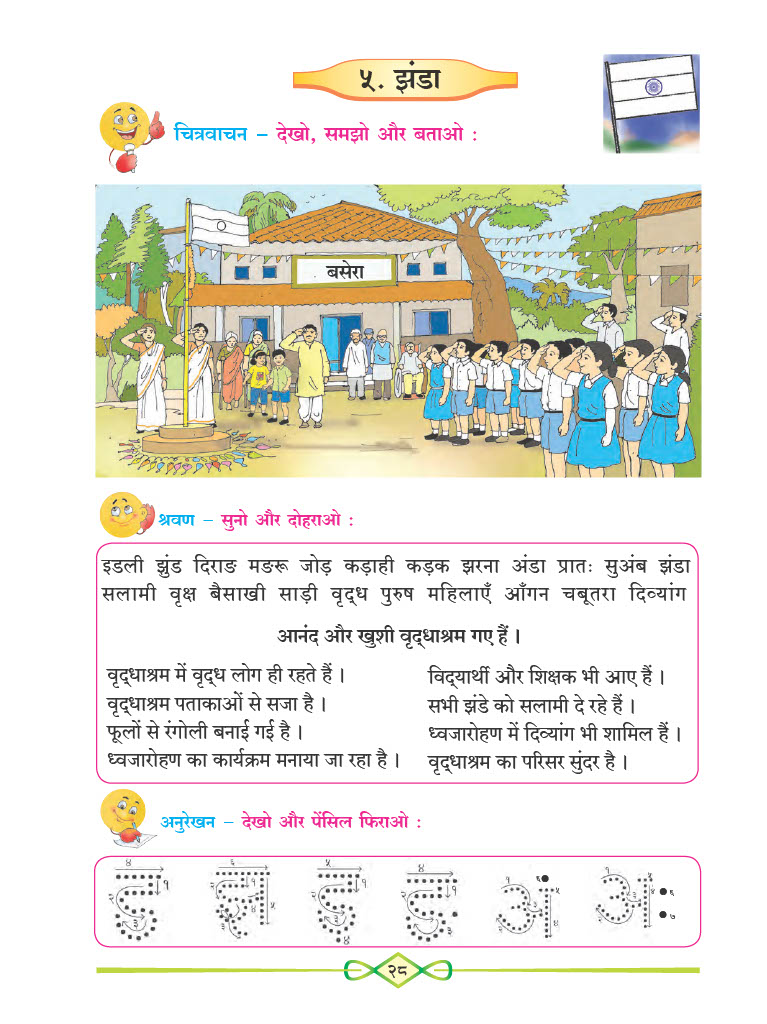 ५. झंडा
चित्रवाचन – देखो, समझो और बताओ :
बसेरा
श्रवण – सुनो और दोहराओ :
इडली झुंड दिराङ मङरू जोड़ कड़ाही कड़क झरना अंडा प्रातः सुअंब झंडा
सलामी वृक्ष बैसाखी साड़ी वृद्ध पुरुष महिलाएँ आँगन चबूतरा दिव्यांग
आनंद और खुशी वृद्धाश्रम गए हैं ।
वृद्धाश्रम में वृद्ध लोग ही रहते हैं ।
वृद्धाश्रम पताकाओं से सजा है ।
फूलों से रंगोली बनाई गई है ।
ध्वजारोहण का कार्यक्रम मनाया जा रहा है ।
विद्यार्थी और शिक्षक भी आए हैं ।
सभी झंडे को सलामी दे रहे हैं ।
ध्वजारोहण में दिव्यांग भी शामिल हैं ।
वृद्धाश्रम का परिसर सुंदर है ।
अनुरेखन – देखो और पेंसिल फिराओ :
ड झ ढ ङ अं अः
२८